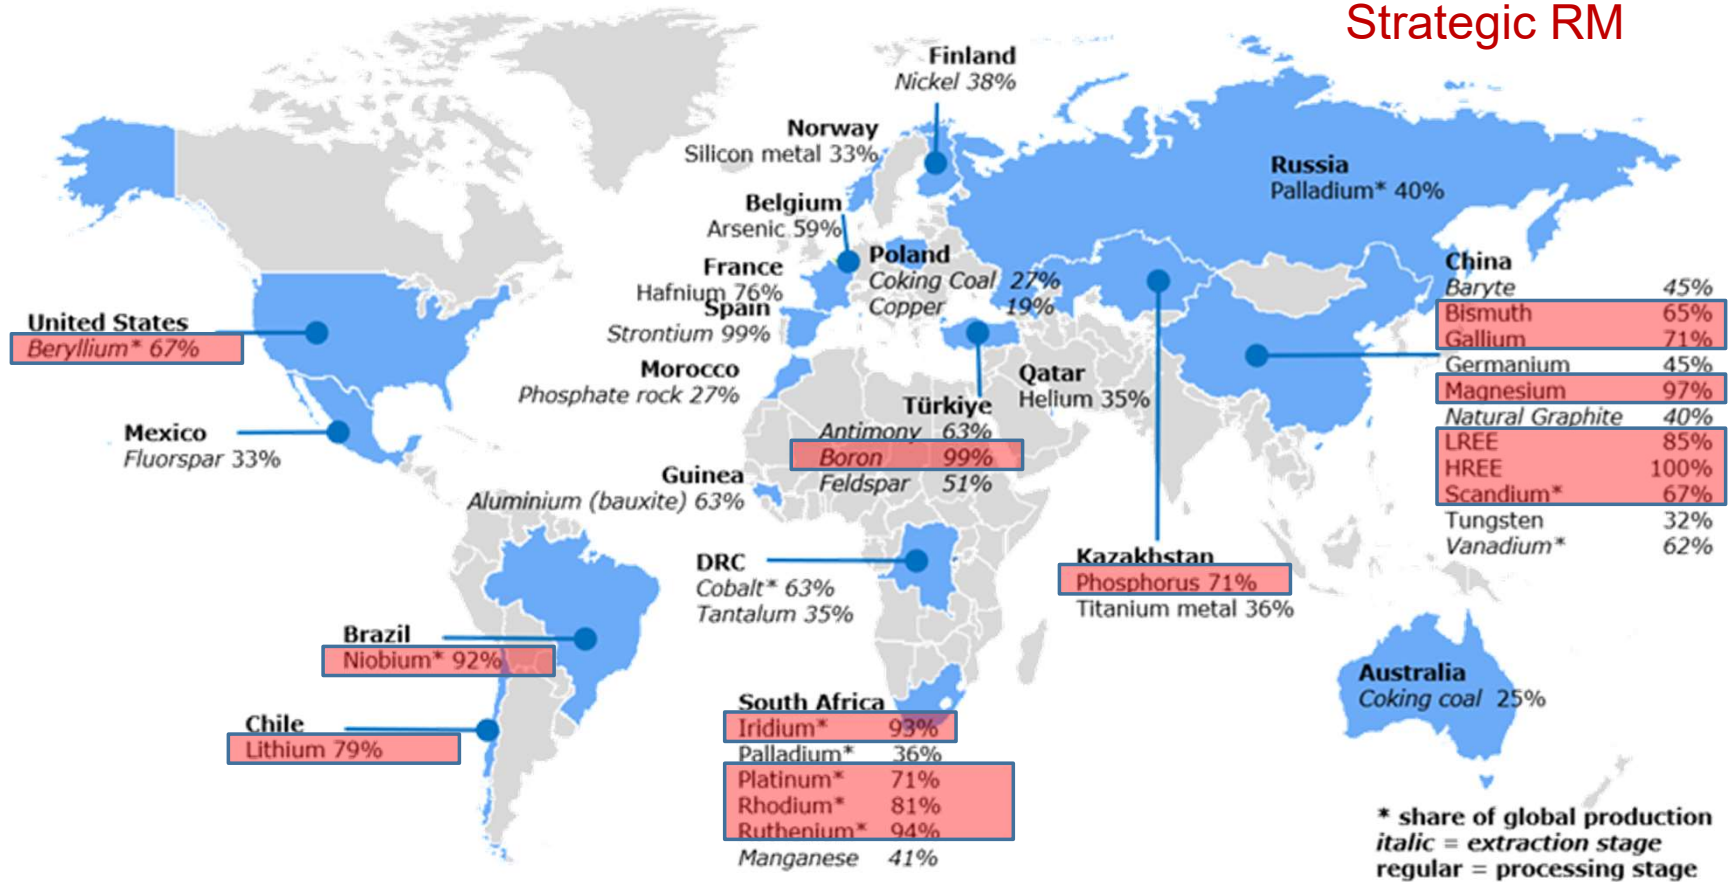 Strategic RM
Finland
Nickel 38%
Norway
Silicon metal 33%
Belgium
Arsenic 59%
France
Hafnium 76%
Spain
Strontium 99%
Morocco
Phosphate rock 27%
Poland
Coking Coal 27%
Copper 19%
Russia
Palladium* 40%
United States
Beryllium* 67%
Mexico
Fluorspar 33%
Qatar
Helium 35%
Türkiye
Antimony 63%
Boron 99%
Feldspar 51%
Guinea
Aluminium (bauxite) 63%
DRC
Cobalt* 63%
Tantalum 35%
Kazakhstan
Phosphorus 71%
Titanium metal 36%
China
Baryte 45%
Bismuth 65%
Gallium 71%
Germanium 45%
Magnesium 97%
Natural Graphite 40%
LREE 85%
HREE 100%
Scandium* 67%
Tungsten 32%
Vanadium* 62%
Brazil
Niobium* 92%
Chile
Lithium 79%
South Africa
Iridium* 93%
Palladium* 36%
Platinum* 71%
Rhodium* 81%
Ruthenium* 94%
Manganese 41%
Australia
Coking coal 25%
* share of global production
italic = extraction stage
regular = processing stage